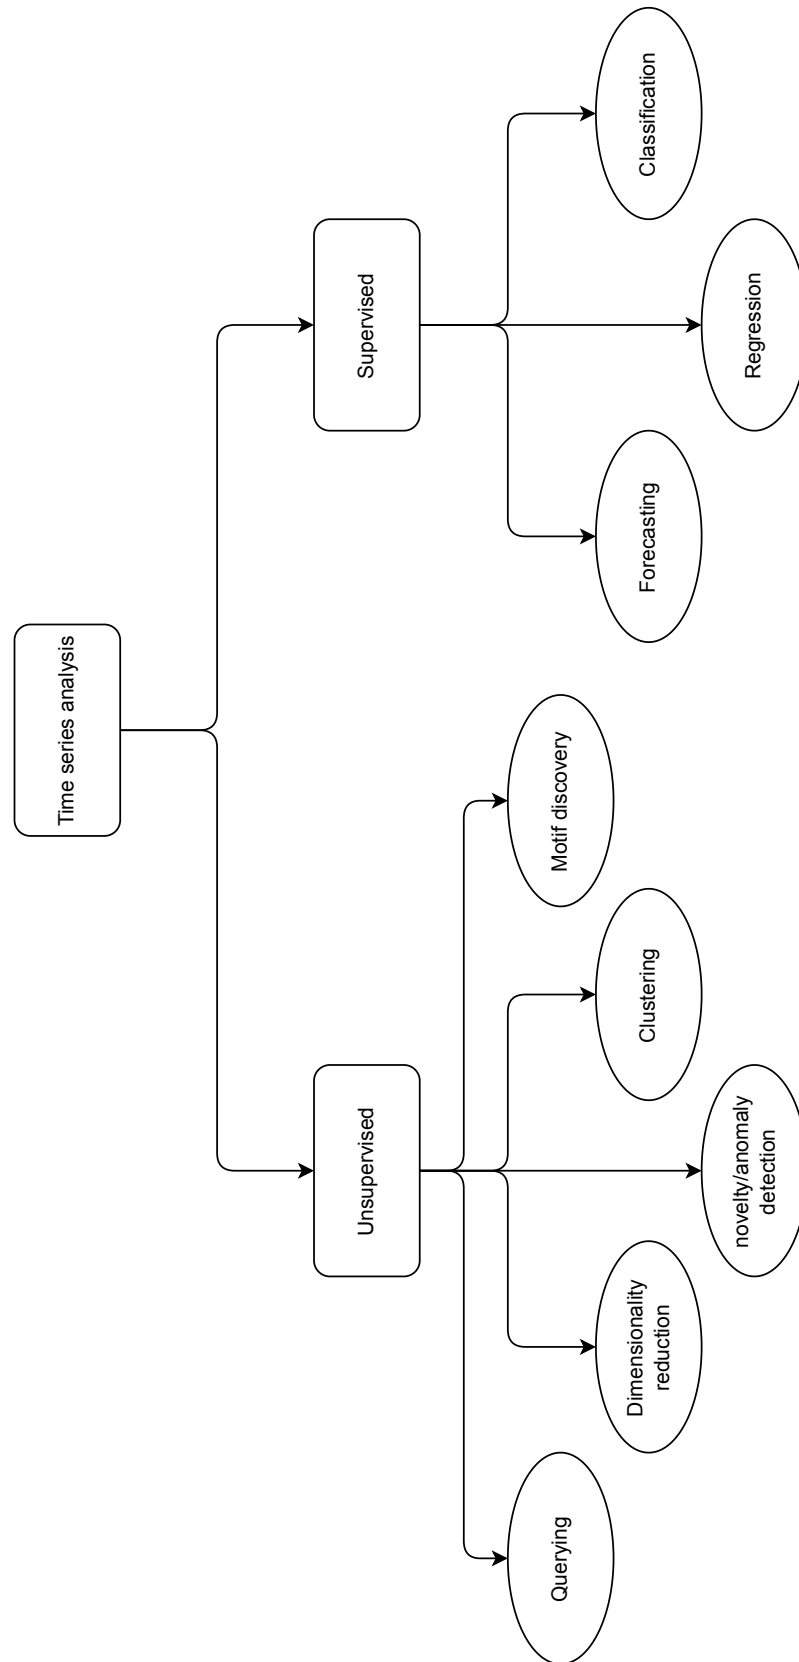 Time series analysis
Unsupervised
Supervised
Querying
Dimensionality
reduction
novelty/anomaly
detection
Clustering
Motif discovery
Forecasting
Regression
Classification